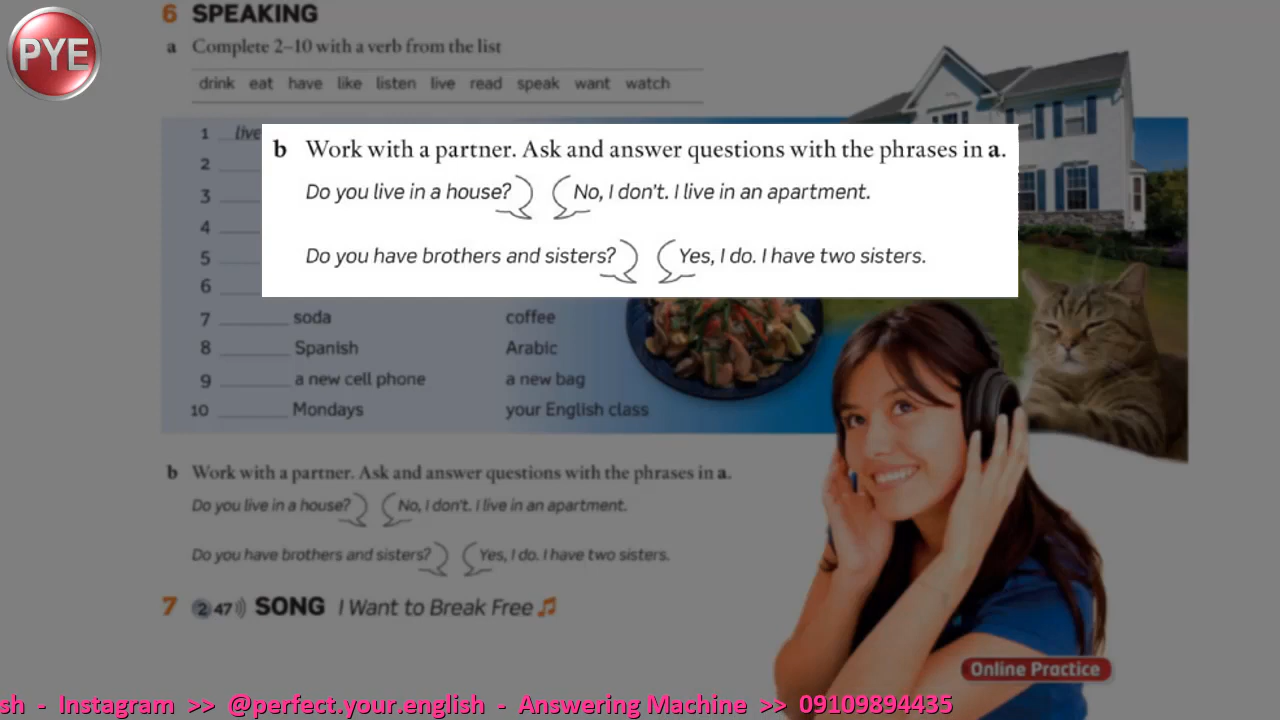 PYE
6 SPEAKING
a Complete 2–10 with a verb from the list
drink eat have like listen live read speak want watch
1 live
2
3
4
5
6
b Work with a partner. Ask and answer questions with the phrases in a.
Do you live in a house? No, I don't. I live in an apartment.
Do you have brothers and sisters? Yes, I do. I have two sisters.
7 ______ soda coffee
8 ______ Spanish Arabic
9 ______ a new cell phone a new bag
10 ______ Mondays your English class
b Work with a partner. Ask and answer questions with the phrases in a.
Do you live in a house? No, I don't. I live in an apartment.
Do you have brothers and sisters? Yes, I do. I have two sisters.
7 2 47 SONG I Want to Break Free
Online Practice
sh - Instagram >> @perfect.your.english - Answering Machine >> 09109894435